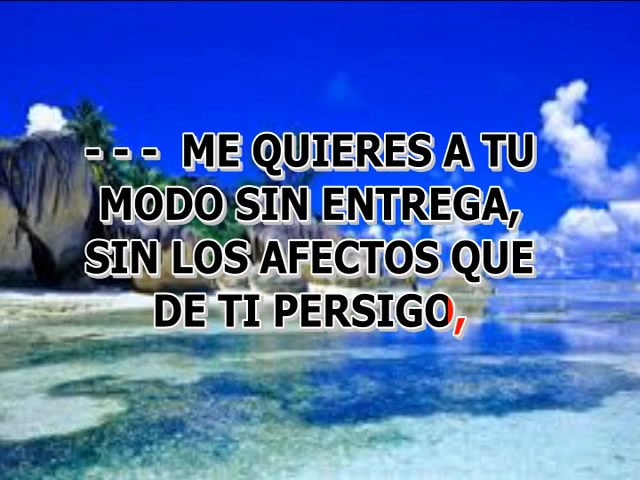 - - - ME QUIERES A TU
MODO SIN ENTREGA,
SIN LOS AFECTOS QUE
DE TI PERSIGO,